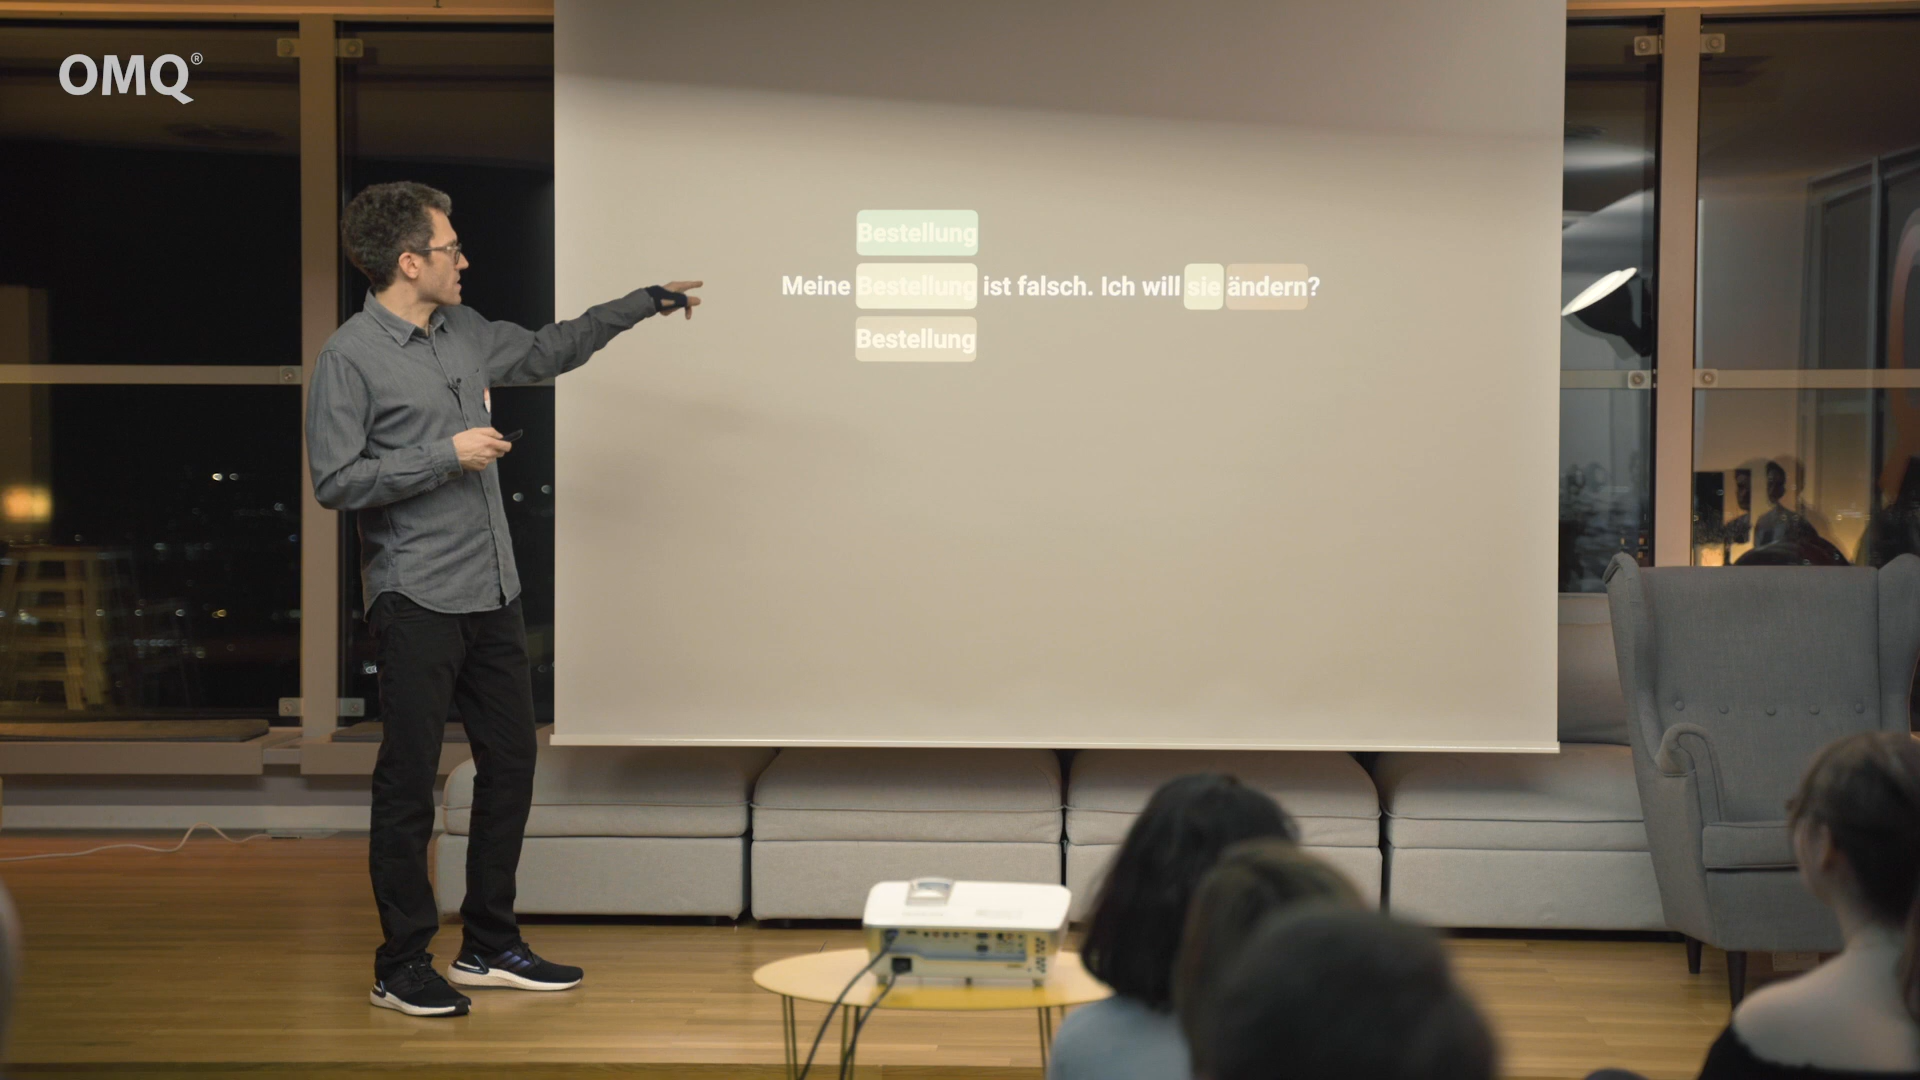 OMQ®
Bestellung
Meine Bestellung ist falsch. Ich will sie ändern?
Bestellung